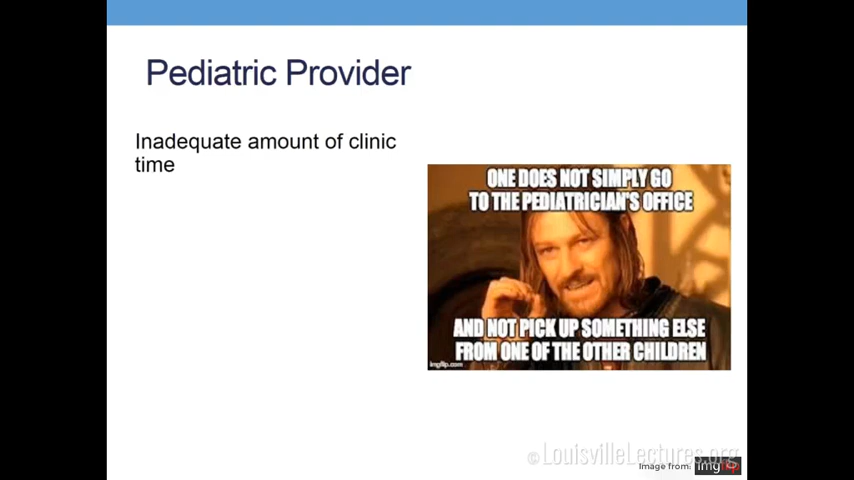 Pediatric Provider
Inadequate amount of clinic
time
ONE DOES NOT SIMPLY GO
TO THE PEDIATRICIAN'S OFFICE
AND NOT PICK UP SOMETHING ELSE
FROM ONE OF THE OTHER CHILDREN
imgflip.com
©LouisvilleLectures.org
Image from: imgflip